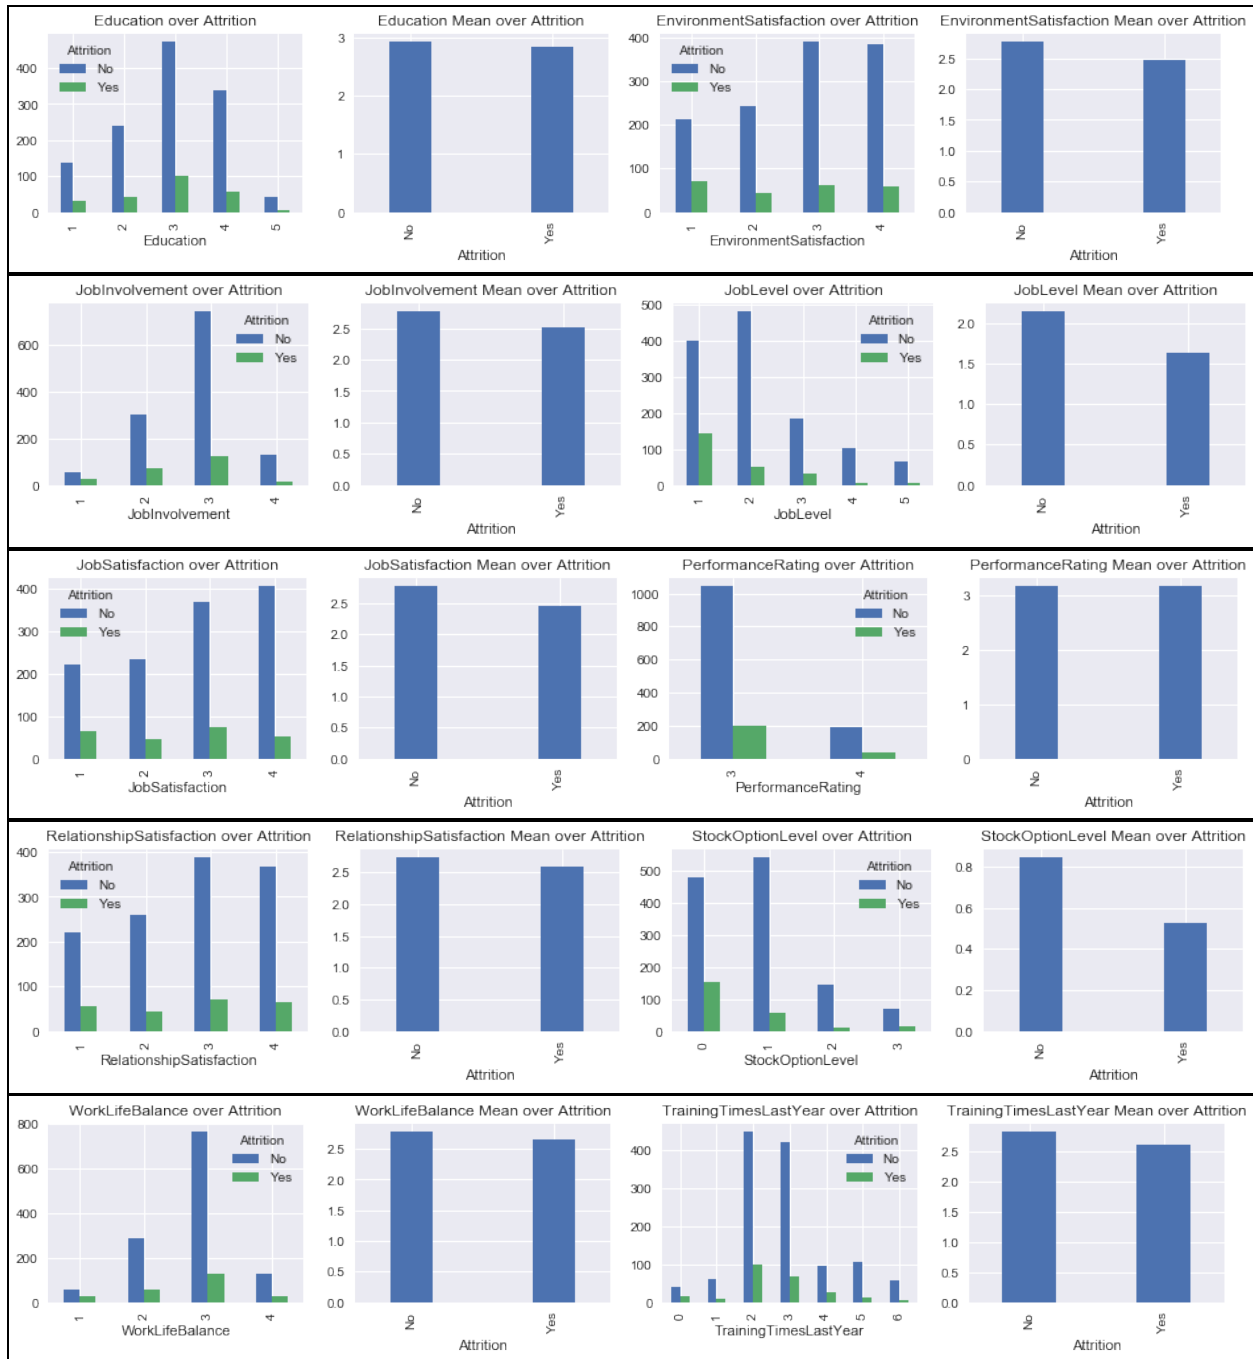 Education over Attrition
Attrition
No
Yes
400
300
200
100
0
1 2 3 4 5
Education
Education Mean over Attrition
3
2
1
0
No Yes
Attrition
EnvironmentSatisfaction over Attrition
Attrition
No
Yes
400
300
200
100
0
1 2 3 4
EnvironmentSatisfaction
EnvironmentSatisfaction Mean over Attrition
2.5
2.0
1.5
1.0
0.5
0.0
No Yes
Attrition
JobInvolvement over Attrition
Attrition
No
Yes
600
400
200
0
1 2 3 4
JobInvolvement
JobInvolvement Mean over Attrition
2.5
2.0
1.5
1.0
0.5
0.0
No Yes
Attrition
JobLevel over Attrition
Attrition
No
Yes
500
400
300
200
100
0
1 2 3 4 5
JobLevel
JobLevel Mean over Attrition
2.0
1.5
1.0
0.5
0.0
No Yes
Attrition
JobSatisfaction over Attrition
Attrition
No
Yes
400
300
200
100
0
1 2 3 4
JobSatisfaction
JobSatisfaction Mean over Attrition
2.5
2.0
1.5
1.0
0.5
0.0
No Yes
Attrition
PerformanceRating over Attrition
Attrition
No
Yes
1000
800
600
400
200
0
3 4
PerformanceRating
PerformanceRating Mean over Attrition
3
2
1
0
No Yes
Attrition
RelationshipSatisfaction over Attrition
Attrition
No
Yes
400
300
200
100
0
1 2 3 4
RelationshipSatisfaction
RelationshipSatisfaction Mean over Attrition
2.5
2.0
1.5
1.0
0.5
0.0
No Yes
Attrition
StockOptionLevel over Attrition
Attrition
No
Yes
500
400
300
200
100
0
0 1 2 3
StockOptionLevel
StockOptionLevel Mean over Attrition
0.8
0.6
0.4
0.2
0.0
No Yes
Attrition
WorkLifeBalance over Attrition
Attrition
No
Yes
800
600
400
200
0
1 2 3 4
WorkLifeBalance
WorkLifeBalance Mean over Attrition
2.5
2.0
1.5
1.0
0.5
0.0
No Yes
Attrition
TrainingTimesLastYear over Attrition
Attrition
No
Yes
400
300
200
100
0
0 1 2 3 4 5 6
TrainingTimesLastYear
TrainingTimesLastYear Mean over Attrition
2.5
2.0
1.5
1.0
0.5
0.0
No Yes
Attrition